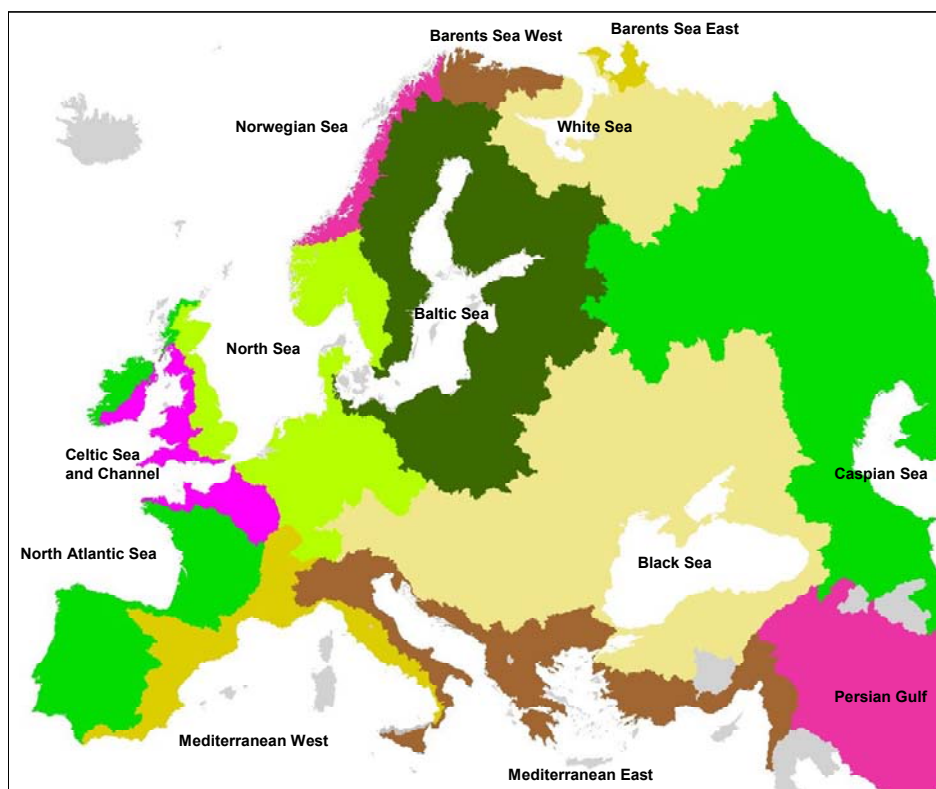 Barents Sea West
Barents Sea East
Norwegian Sea
White Sea
Baltic Sea
North Sea
Celtic Sea
and Channel
Caspian Sea
North Atlantic Sea
Black Sea
Persian Gulf
Mediterranean West
Mediterranean East